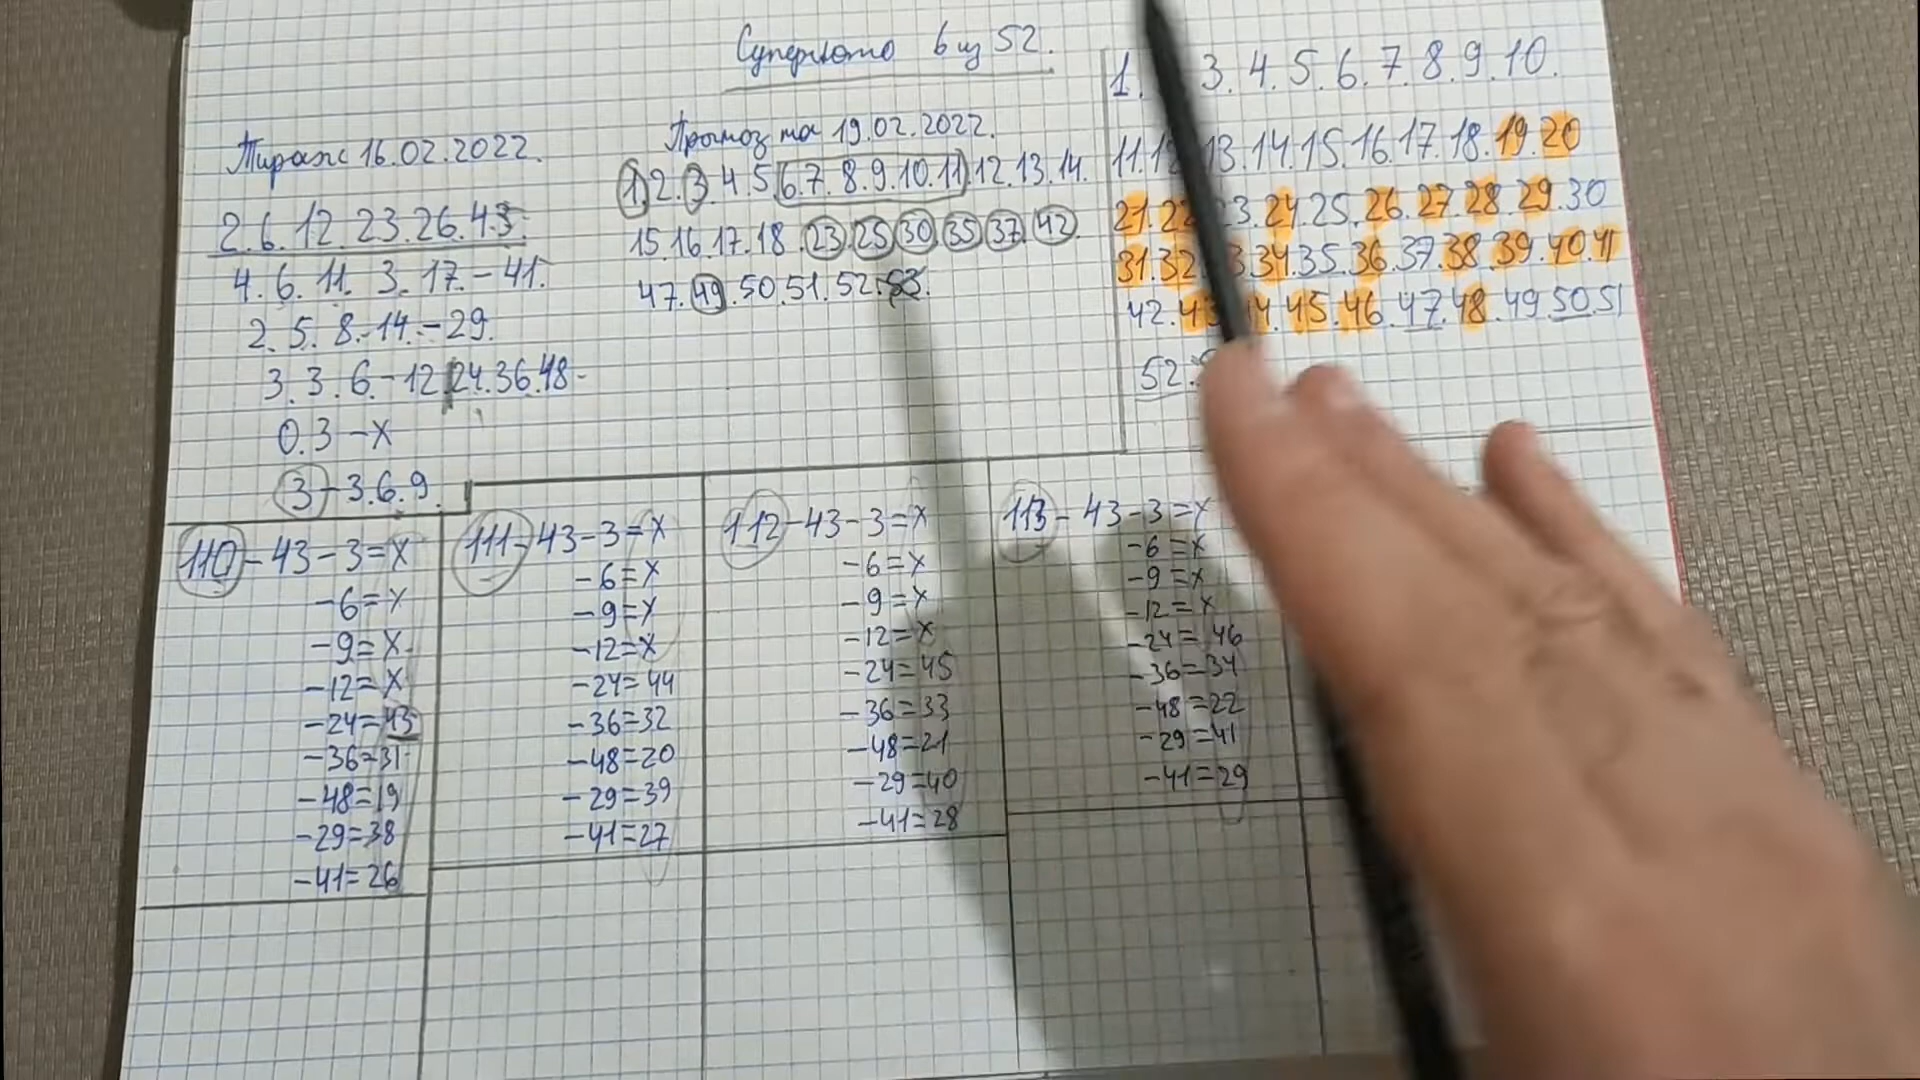 Суперлото 6 из 52.
Тираж 16.02.2022.
2.6.12.23.26.43.
4.6.11.3.17.-41.
2.5.8.-14.-29.
3.3.6.-12 24.36.48-
0.3-x
3-3.6.9.
Прогноз на 19.02.2022.
1.2.3.4.5.6.7.8.9.10.11.12.13.14.
15.16.17.18.23.25.30.35.37.42.
47.49.50.51.52.53.
1. 3.4.5.6.7.8.9.10.
11.12.13.14.15.16.17.18.19.20
21.22.23.24.25.26.27.28.29.30
31.32.33.34.35.36.37.38.39.40.41
42.43.44.45.46.47.48.49.50.51
52.
110-43-3=x
-6=x
-9=x
-12=x
-24=43
-36=31
-48=19
-29=38
-41=26
111-43-3=x
-6=x
-9=x
-12=x
-24=44
-36=32
-48=20
-29=39
-41=27
112-43-3=x
-6=x
-9=x
-12=x
-24=45
-36=33
-48=21
-29=40
-41=28
113-43-3=x
-6=x
-9=x
-12=x
-24=46
-36=34
-48=22
-29=41
-41=29